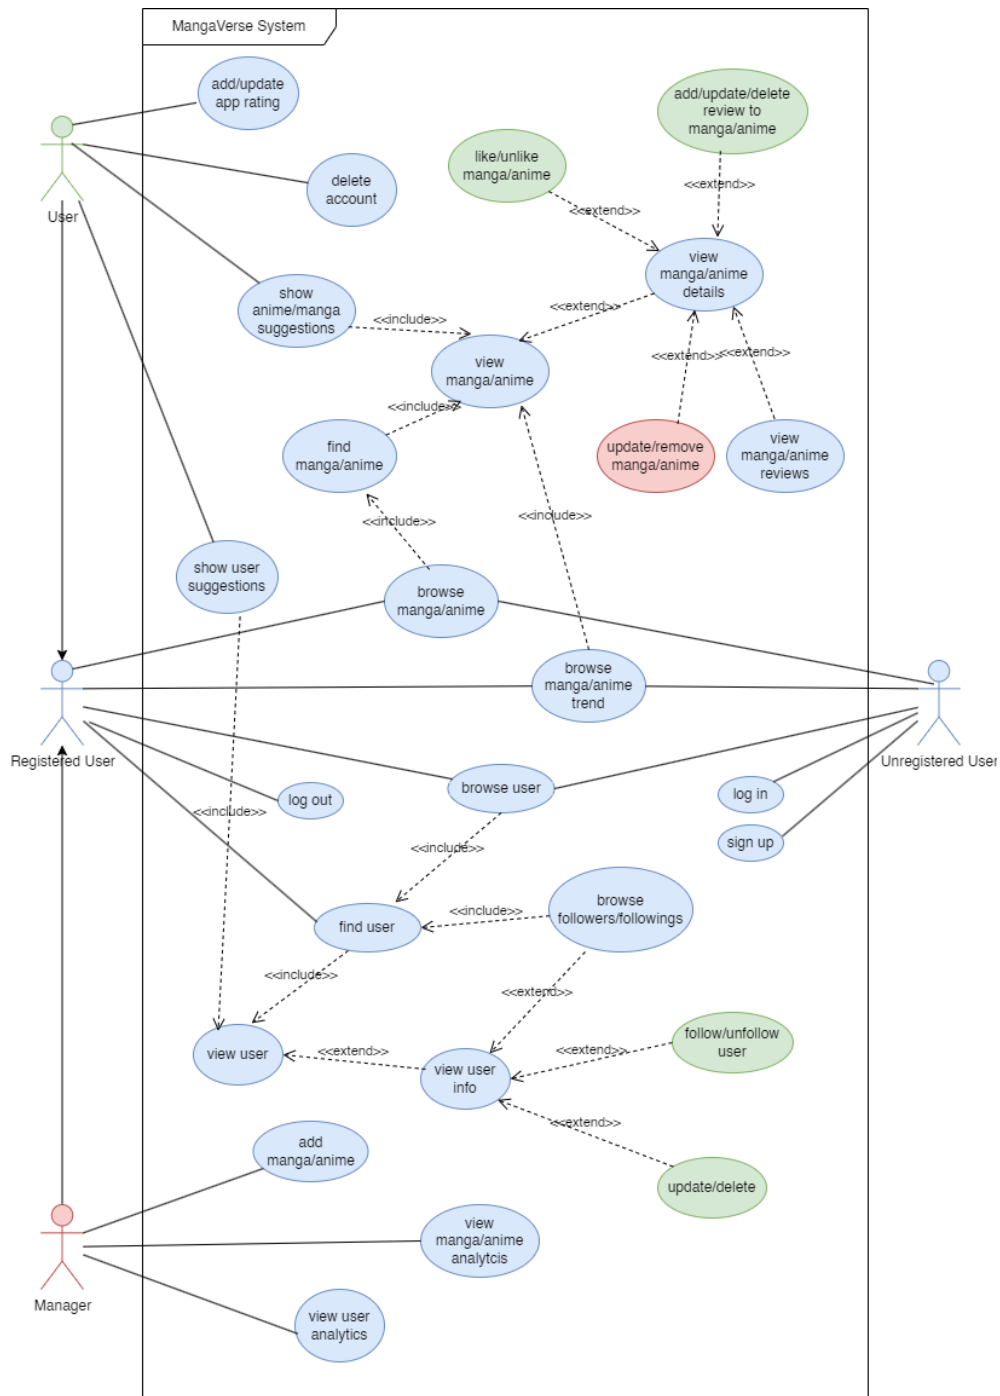 MangaVerse System
add/update
app rating
add/update/delete
review to
manga/anime
like/unlike
manga/anime
<<extend>>
delete
account
User
<<extend>>
view
manga/anime
details
show
anime/manga
suggestions
<<extend>>
<<include>>
view
manga/anime
<<extend>>
<<extend>>
<<include>>
find
manga/anime
update/remove
manga/anime
view
manga/anime
reviews
<<include>>
<<include>>
show user
suggestions
browse
manga/anime
browse
manga/anime
trend
Registered User
Unregistered User
browse user
log out
log in
<<include>>
sign up
<<include>>
browse
followers/followings
<<include>>
find user
<<include>>
<<extend>>
follow/unfollow
user
view user
<<extend>>
<<extend>>
view user
info
<<extend>>
add
manga/anime
update/delete
view
manga/anime
analytcis
Manager
view user
analytics